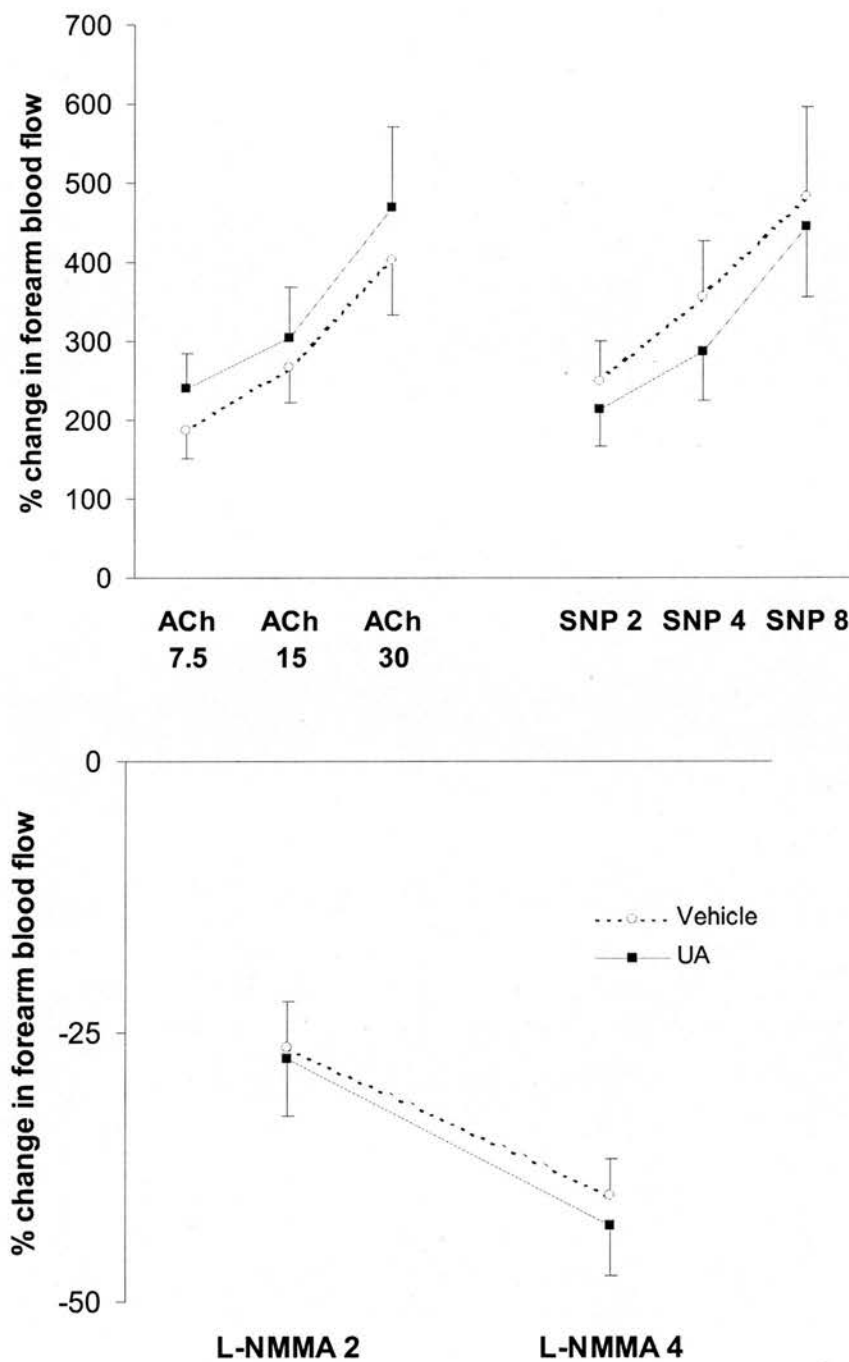 700
600
500
400
300
200
100
0
% change in forearm blood flow
ACh ACh ACh SNP 2 SNP 4 SNP 8
7.5 15 30
0
-25
-50
% change in forearm blood flow
Vehicle
UA
L-NMMA 2 L-NMMA 4